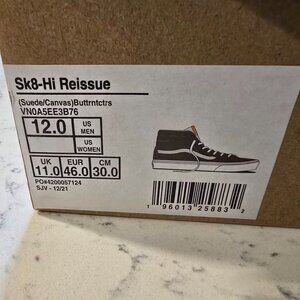 Sk8-Hi Reissue
(Suede/Canvas)Buttrntctrs
VN0A5EE3B76
12.0 US MEN
US WOMEN
UK EUR CM
11.0 46.0 30.0
PO#4200057124
SJV - 12/21
1 96013 25883 2